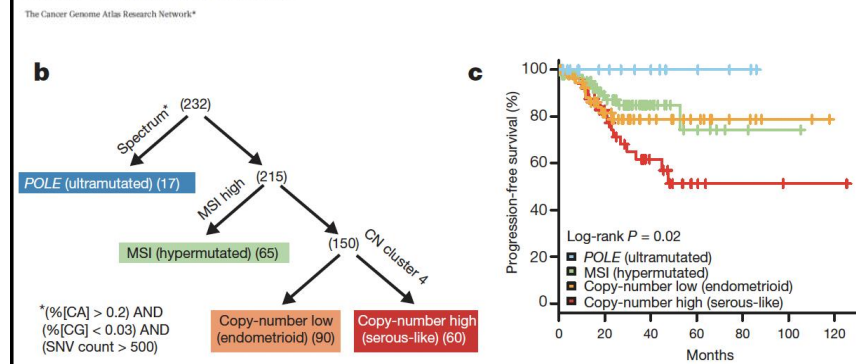 The Cancer Genome Atlas Research Network*
b
(232)
Spectrum*
POLE (ultramutated) (17)
(215)
MSI high
MSI (hypermutated) (65)
(150)
CN cluster 4
Copy-number low
(endometrioid) (90)
Copy-number high
(serous-like) (60)
*(%[CA] > 0.2) AND
(%[CG] < 0.03) AND
(SNV count > 500)
c
Progression-free survival (%)
100
80
60
40
20
0
Log-rank P = 0.02
POLE (ultramutated)
MSI (hypermutated)
Copy-number low (endometrioid)
Copy-number high (serous-like)
0 20 40 60 80 100 120
Months